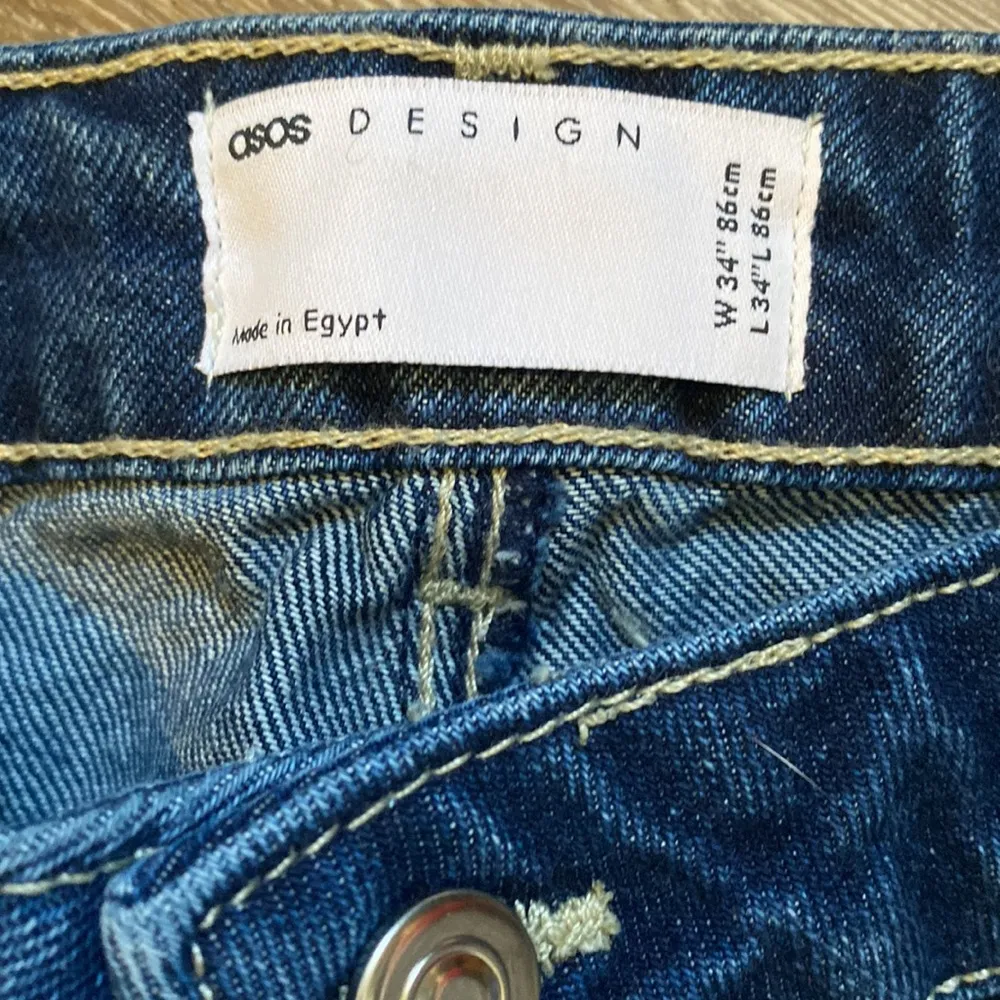 asos DESIGN
Made in Egypt
W 34" 86cm
L 34"L 86cm